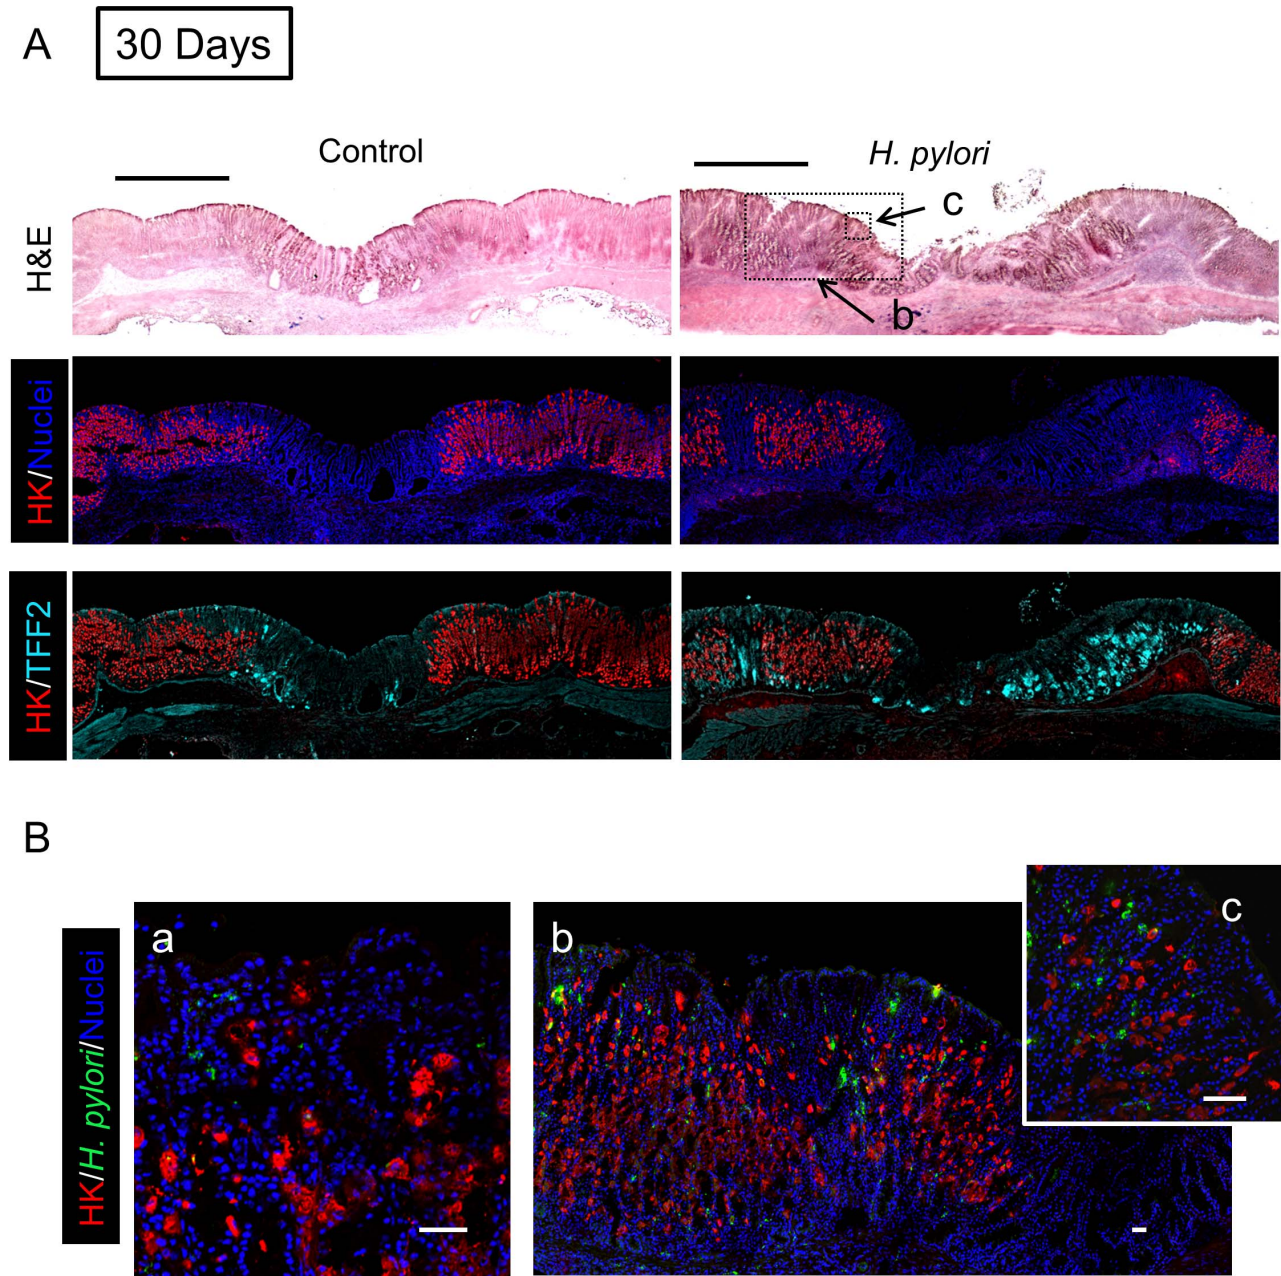 A
30 Days
Control
H. pylori
H&E
c
b
HK/Nuclei
HK/TFF2
B
HK/H. pylori/Nuclei
a
b
c